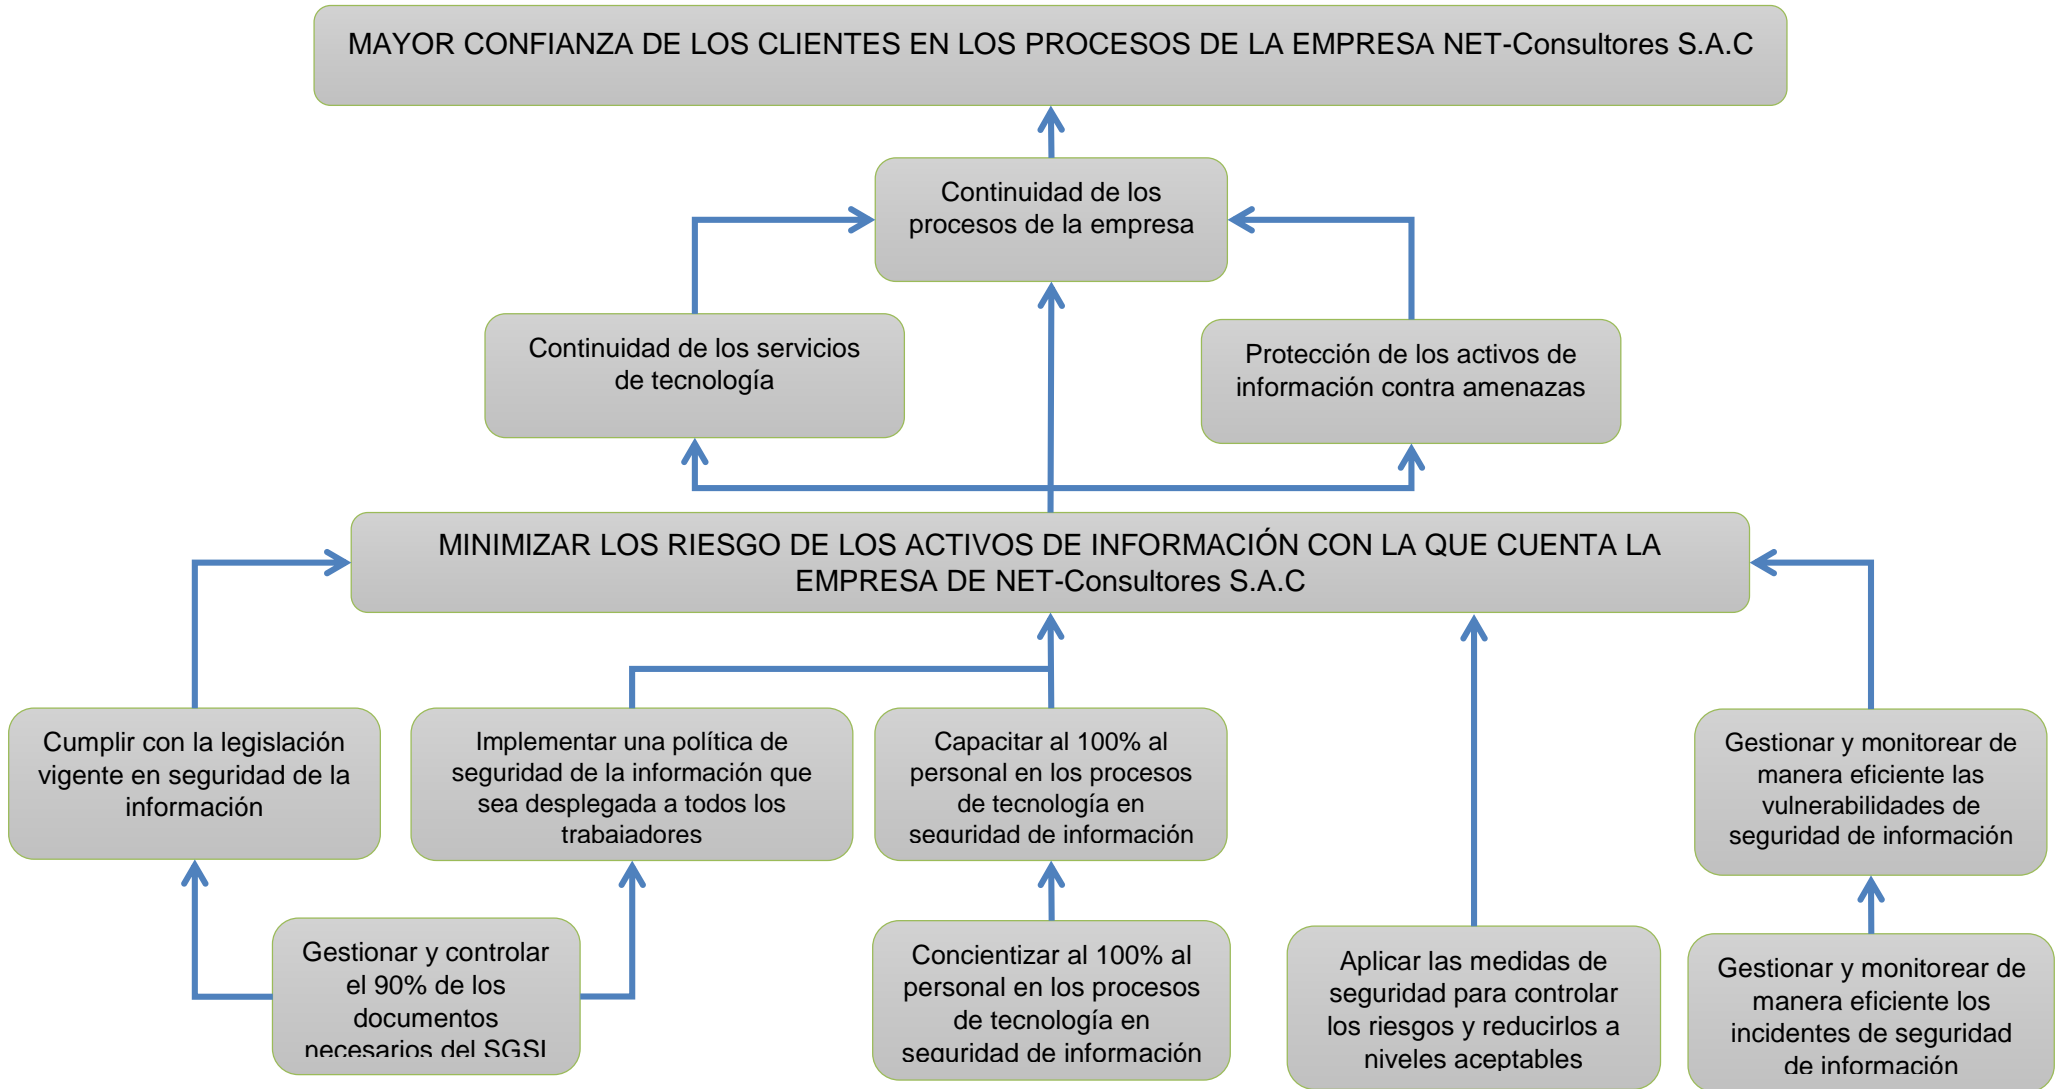 MAYOR CONFIANZA DE LOS CLIENTES EN LOS PROCESOS DE LA EMPRESA NET-Consultores S.A.C
Continuidad de los
procesos de la empresa
Continuidad de los servicios
de tecnología
Protección de los activos de
información contra amenazas
MINIMIZAR LOS RIESGO DE LOS ACTIVOS DE INFORMACIÓN CON LA QUE CUENTA LA
EMPRESA DE NET-Consultores S.A.C
Cumplir con la legislación
vigente en seguridad de la
información
Implementar una política de
seguridad de la información que
sea desplegada a todos los
trabajadores
Capacitar al 100% al
personal en los procesos
de tecnología en
seguridad de información
Gestionar y monitorear de
manera eficiente las
vulnerabilidades de
seguridad de información
Gestionar y controlar
el 90% de los
documentos
necesarios del SGSI
Concientizar al 100% al
personal en los procesos
de tecnología en
seguridad de información
Aplicar las medidas de
seguridad para controlar
los riesgos y reducirlos a
niveles aceptables
Gestionar y monitorear de
manera eficiente los
incidentes de seguridad
de información